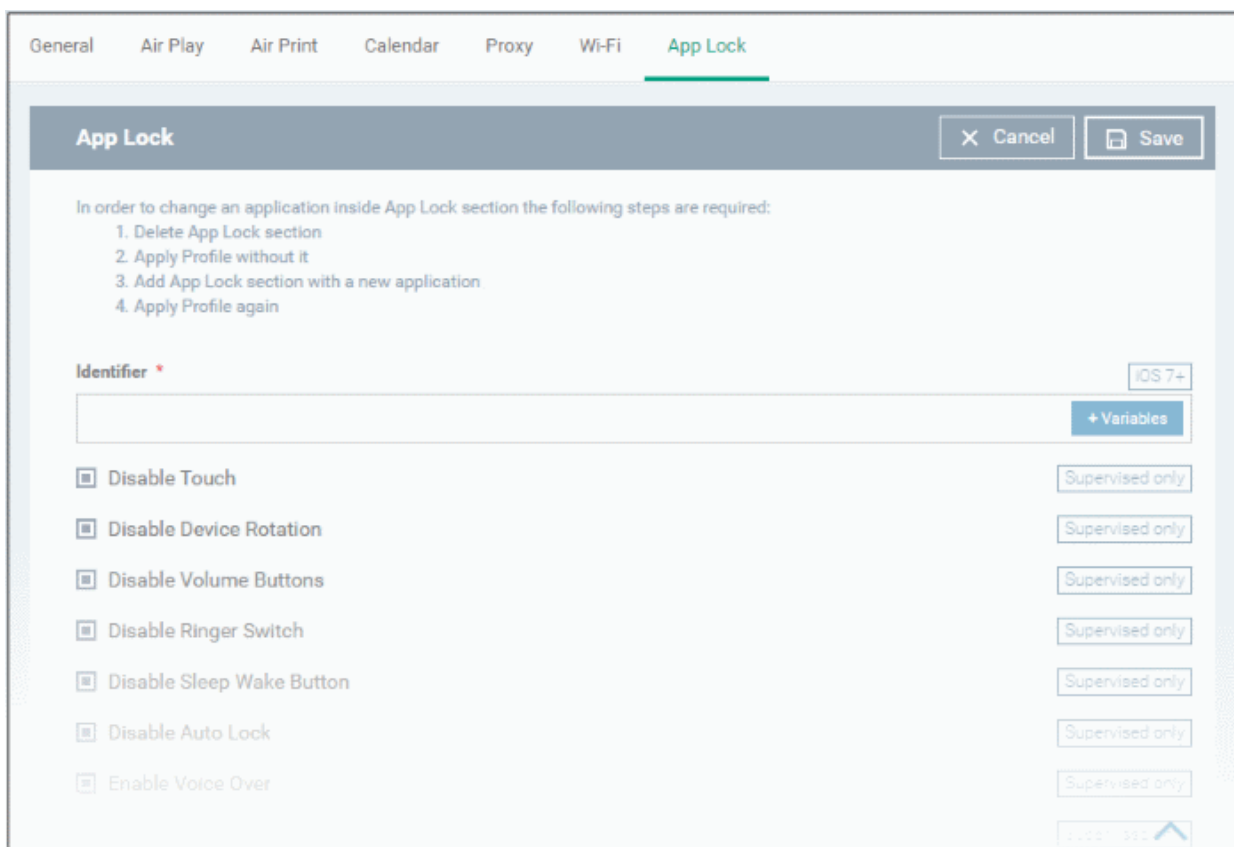 General Air Play Air Print Calendar Proxy Wi-Fi App Lock
App Lock Cancel Save
In order to change an application inside App Lock section the following steps are required:
1. Delete App Lock section
2. Apply Profile without it
3. Add App Lock section with a new application
4. Apply Profile again
Identifier * iOS 7+
+ Variables
Disable Touch Supervised only
Disable Device Rotation Supervised only
Disable Volume Buttons Supervised only
Disable Ringer Switch Supervised only
Disable Sleep Wake Button Supervised only
Disable Auto Lock Supervised only
Enable Voice Over Supervised only